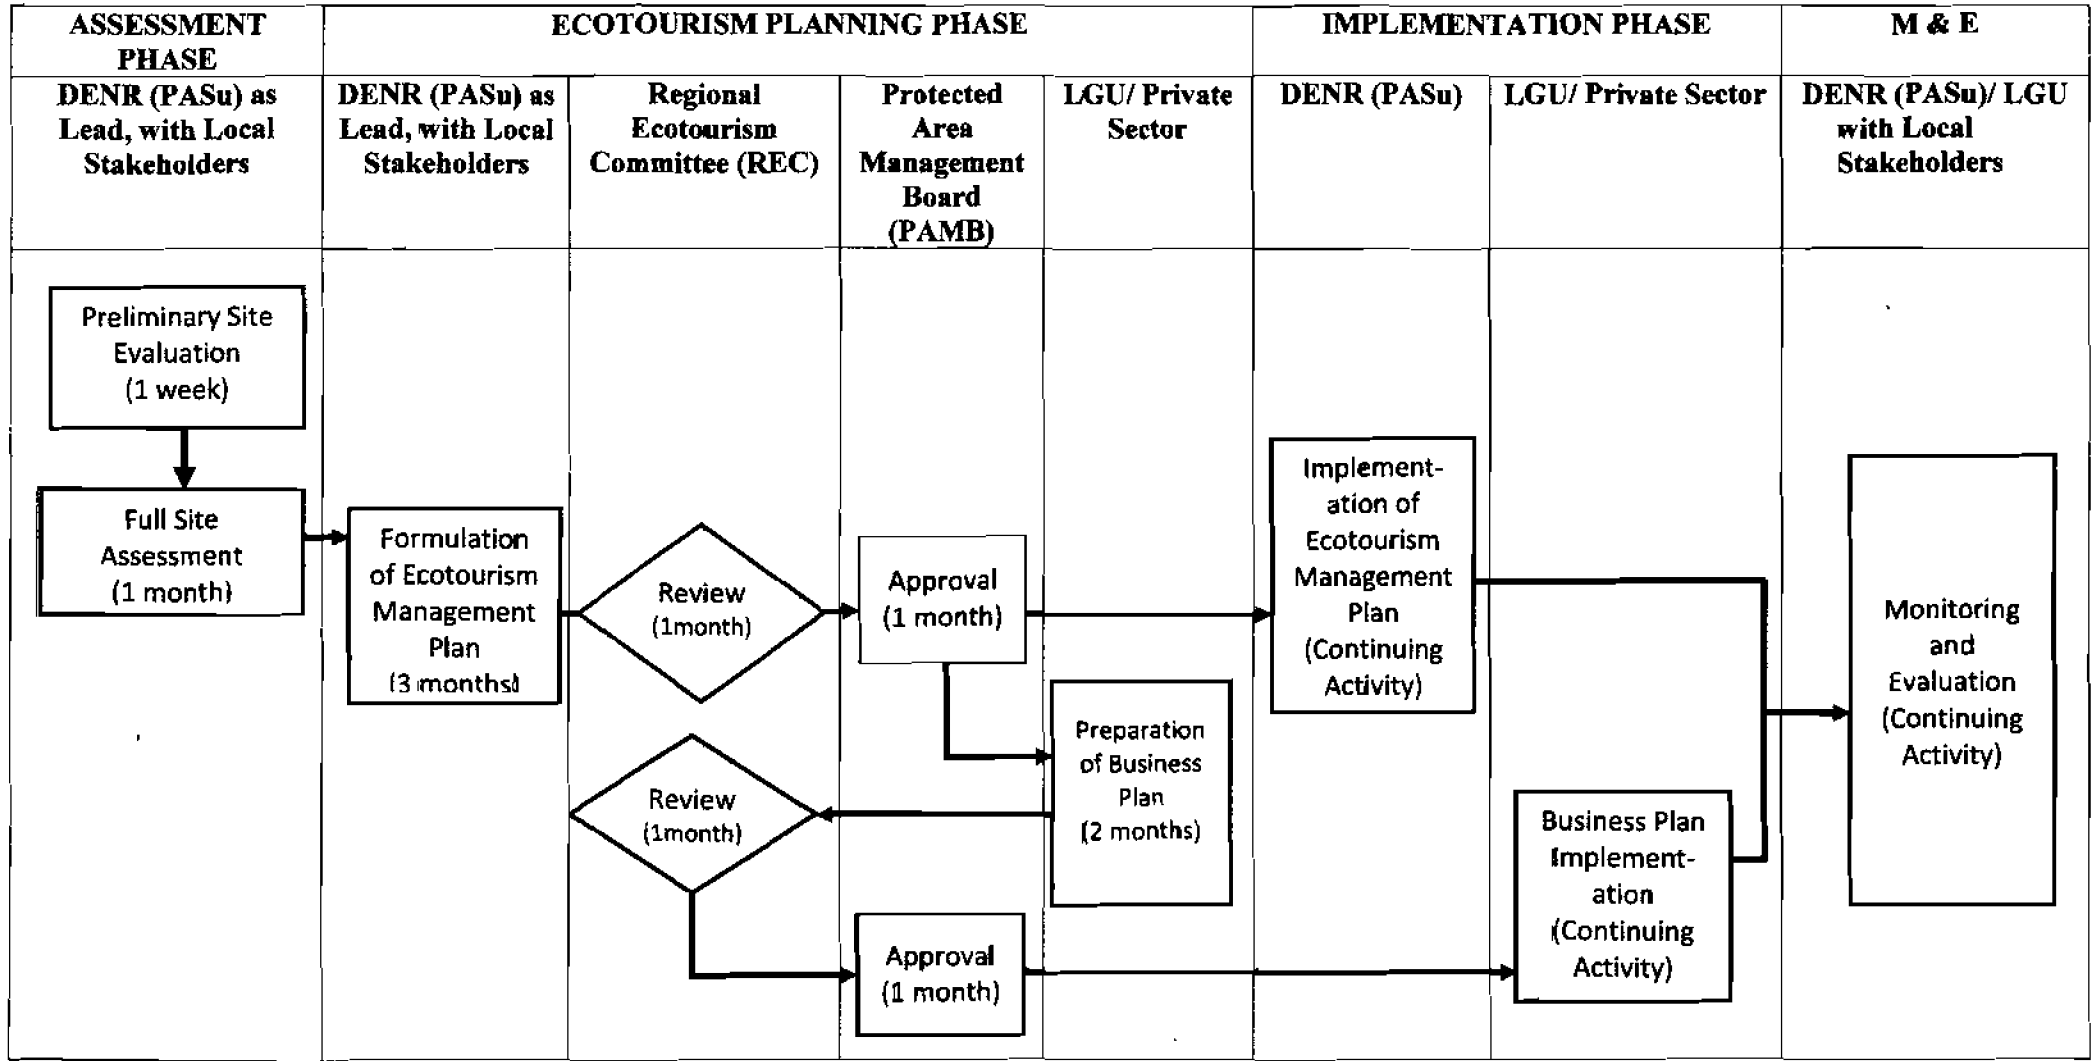 ASSESSMENT
PHASE
ECOTOURISM PLANNING PHASE
IMPLEMENTATION PHASE
M & E
DENR (PASu) as
Lead, with Local
Stakeholders
DENR (PASu) as
Lead, with Local
Stakeholders
Regional
Ecotourism
Committee (REC)
Protected
Area
Management
Board
(PAMB)
LGU/ Private
Sector
DENR (PASu)
LGU/ Private Sector
DENR (PASu)/ LGU
with Local
Stakeholders
Preliminary Site
Evaluation
(1 week)
Full Site
Assessment
(1 month)
Formulation
of Ecotourism
Management
Plan
(3 months)
Review
(1month)
Approval
(1 month)
Preparation
of Business
Plan
(2 months)
Review
(1month)
Approval
(1 month)
Implement-
ation of
Ecotourism
Management
Plan
(Continuing
Activity)
Business Plan
Implement-
ation
(Continuing
Activity)
Monitoring
and
Evaluation
(Continuing
Activity)